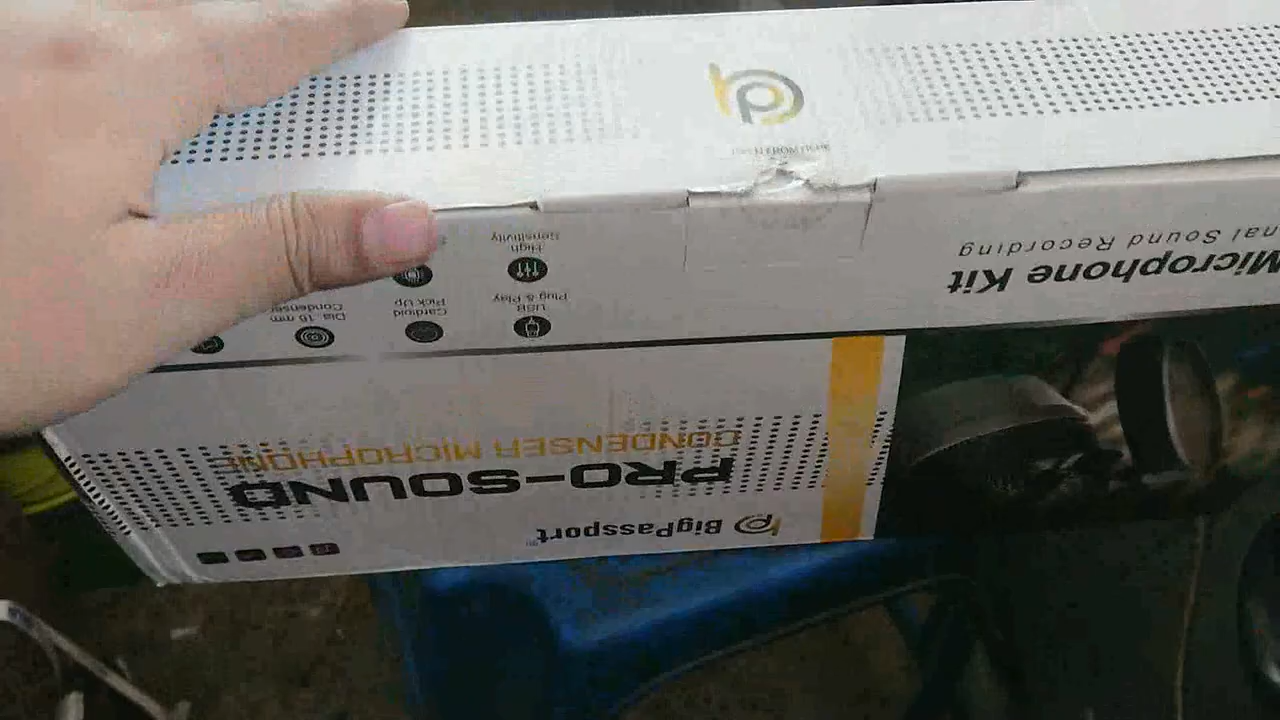 BigPassport
PRO-SOUND
CONDENSER MICROPHONE
Microphone Kit
Sound Recording
USB
Plug & Play
Cardioid
Pick Up
Dia 16 mm
Condenser
High
Sensitivity